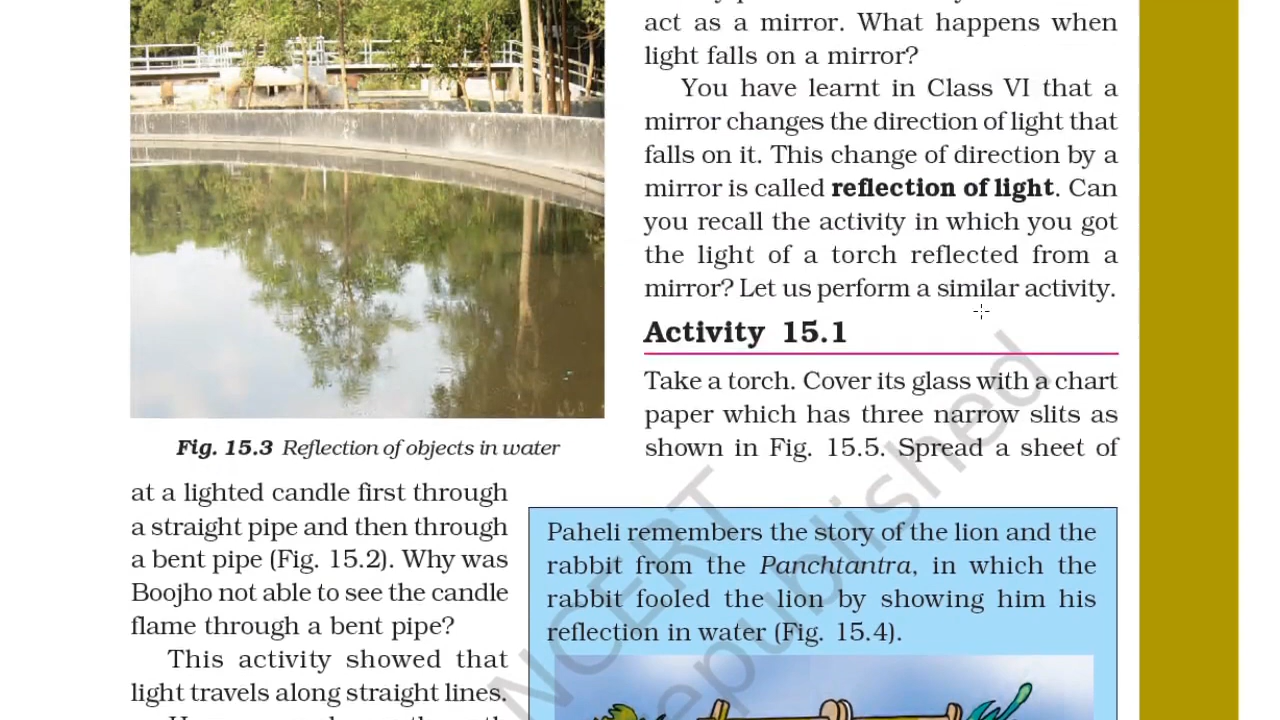 act as a mirror. What happens when
light falls on a mirror?
You have learnt in Class VI that a
mirror changes the direction of light that
falls on it. This change of direction by a
mirror is called reflection of light. Can
you recall the activity in which you got
the light of a torch reflected from a
mirror? Let us perform a similar activity.
Activity 15.1
Take a torch. Cover its glass with a chart
paper which has three narrow slits as
shown in Fig. 15.5. Spread a sheet of
Fig. 15.3 Reflection of objects in water
at a lighted candle first through
a straight pipe and then through
a bent pipe (Fig. 15.2). Why was
Boojho not able to see the candle
flame through a bent pipe?
This activity showed that
light travels along straight lines.
Paheli remembers the story of the lion and the
rabbit from the Panchtantra, in which the
rabbit fooled the lion by showing him his
reflection in water (Fig. 15.4).
NCERT
republished